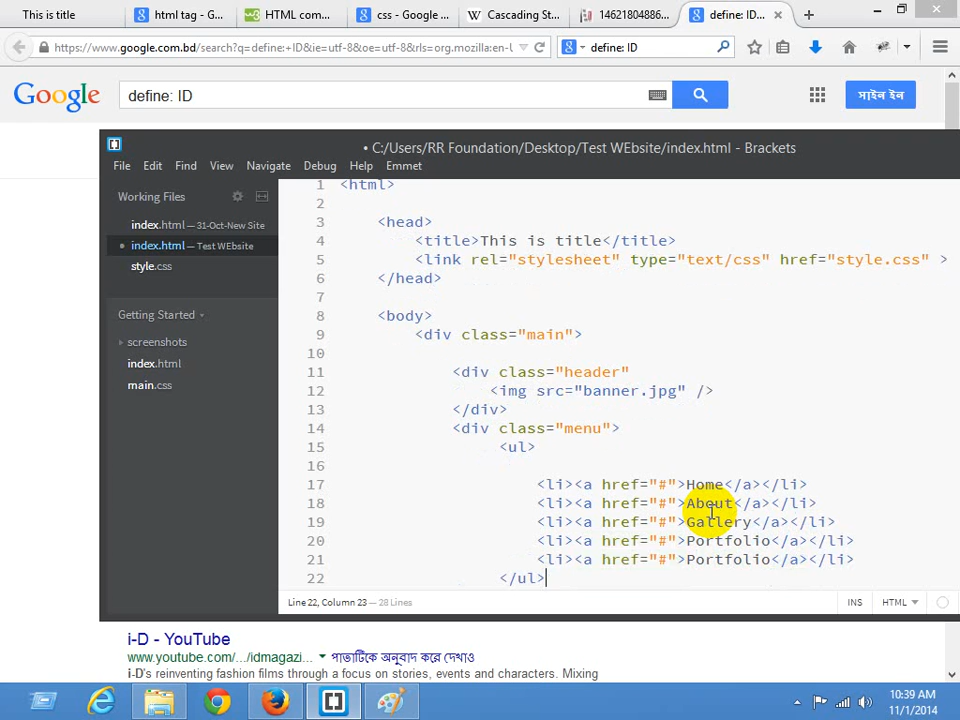 This is title
html tag - G...
HTML com...
css - Google ...
Cascading St...
14621804886...
define: ID...
https://www.google.com.bd/search?q=define:+ID&ie=utf-8&oe=utf-8&rls=org.mozilla:en-U
define: ID
Google
define: ID
সাইন ইন
• C:/Users/RR Foundation/Desktop/Test WEbsite/index.html - Brackets
File Edit Find View Navigate Debug Help Emmet
Working Files
index.html — 31-Oct-New Site
index.html — Test WEbsite
style.css
Getting Started
screenshots
index.html
main.css
1 <html>
2
3 <head>
4 <title>This is title</title>
5 <link rel="stylesheet" type="text/css" href="style.css" >
6 </head>
7
8 <body>
9 <div class="main">
10
11 <div class="header"
12 <img src="banner.jpg" />
13 </div>
14 <div class="menu">
15 <ul>
16
17 <li><a href="#">Home</a></li>
18 <li><a href="#">About</a></li>
19 <li><a href="#">Gallery</a></li>
20 <li><a href="#">Portfolio</a></li>
21 <li><a href="#">Portfolio</a></li>
22 </ul>
Line 22, Column 23 — 28 Lines
INS
HTML
i-D - YouTube
www.youtube.com/.../idmagazi... পাতাটিকে অনুবাদ করে দেখাও
i-D's reinventing fashion films through a focus on stories, events and characters. Mixing
10:39 AM
11/1/2014